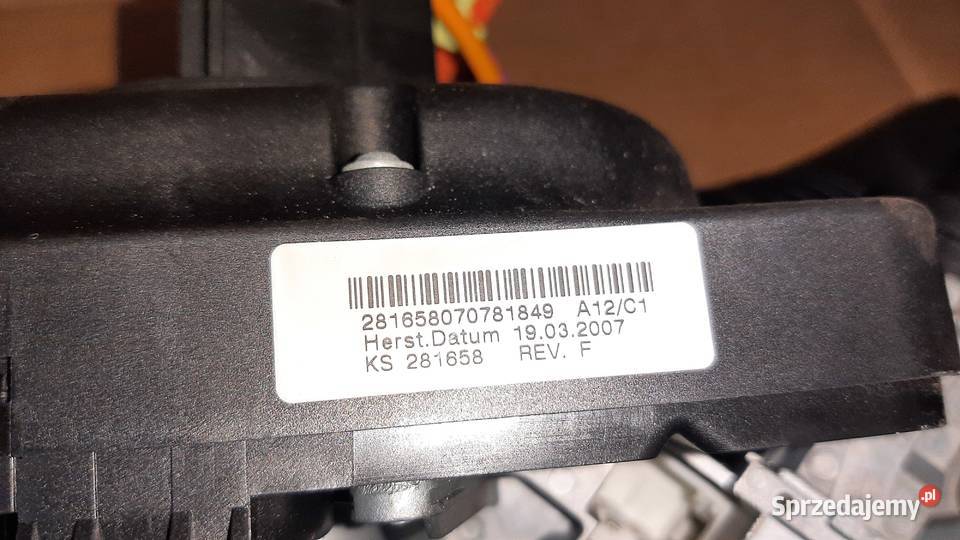 281658070781849 A12/C1
Herst.Datum 19.03.2007
KS 281658 REV. F
Sprzedajemy.pl